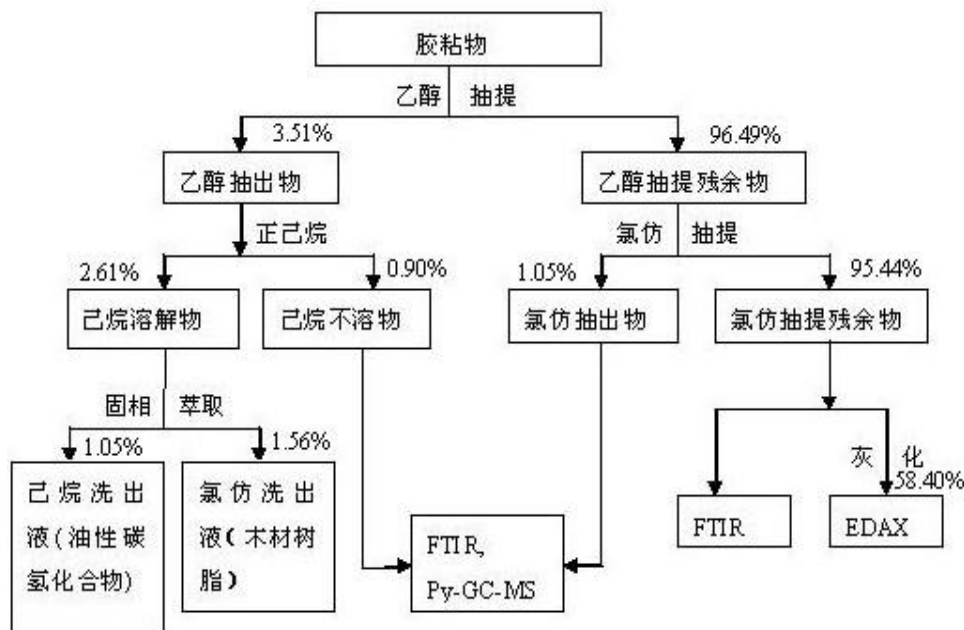 胶粘物
乙醇 抽提
3.51% 96.49%
乙醇抽出物 乙醇抽提残余物
正己烷 氯仿 抽提
2.61% 0.90% 1.05% 95.44%
己烷溶解物 己烷不溶物 氯仿抽出物 氯仿抽提残余物
固相 萃取
1.05% 1.56%
己烷洗出
液(油性碳
氢化合物)
氯仿洗出
液(木材树
脂)
FTIR,
Py-GC-MS
灰化
58.40%
FTIR EDAX